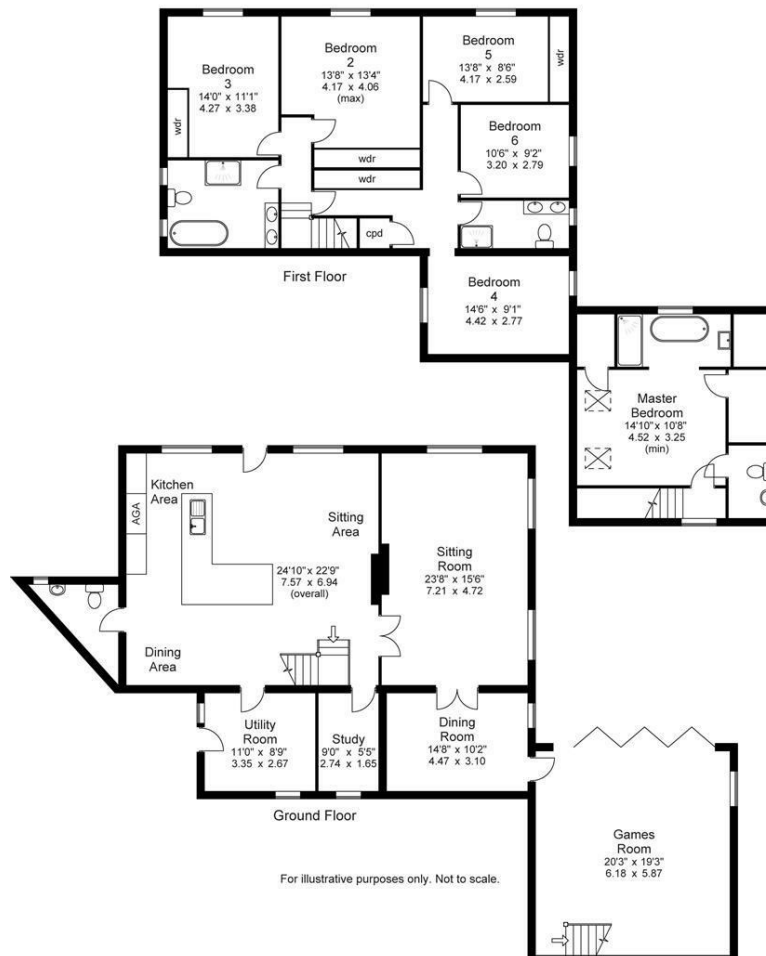 Bedroom
3
14'0" x 11'1"
4.27 x 3.38
wdr
Bedroom
2
13'8" x 13'4"
4.17 x 4.06
(max)
wdr
wdr
Bedroom
5
13'8" x 8'6"
4.17 x 2.59
wdr
Bedroom
6
10'6" x 9'2"
3.20 x 2.79
cpd
First Floor
Bedroom
4
14'6" x 9'1"
4.42 x 2.77
Master
Bedroom
14'10" x 10'8"
4.52 x 3.25
(min)
Kitchen
Area
AGA
Sitting
Area
24'10" x 22'9"
7.57 x 6.94
(overall)
Dining
Area
Sitting
Room
23'8" x 15'6"
7.21 x 4.72
Utility
Room
11'0" x 8'9"
3.35 x 2.67
Study
9'0" x 5'5"
2.74 x 1.65
Dining
Room
14'8" x 10'2"
4.47 x 3.10
Ground Floor
Games
Room
20'3" x 19'3"
6.18 x 5.87
For illustrative purposes only. Not to scale.